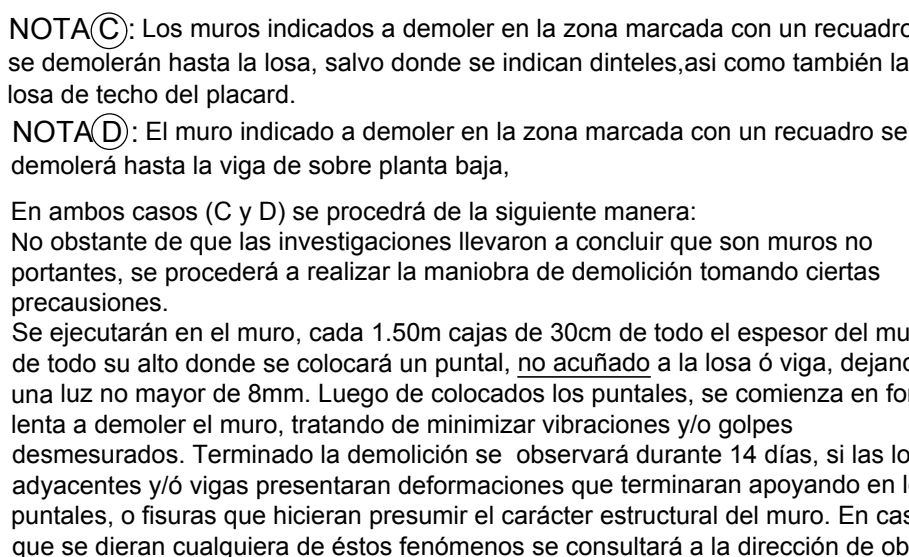 NOTA(C): Los muros indicados a demoler en la zona marcada con un recuadro
se demolerán hasta la losa, salvo donde se indican dinteles,asi como también la
losa de techo del placard.
NOTA(D): El muro indicado a demoler en la zona marcada con un recuadro se
demolerá hasta la viga de sobre planta baja,
En ambos casos (C y D) se procedrá de la siguiente manera:
No obstante de que las investigaciones llevaron a concluir que son muros no
portantes, se procederá a realizar la maniobra de demolición tomando ciertas
precausiones.
Se ejecutarán en el muro, cada 1.50m cajas de 30cm de todo el espesor del
de todo su alto donde se colocará un puntal, no acuñado a la losa ó viga,
una luz no mayor de 8mm. Luego de colocados los puntales, se comienza en
lenta a demoler el muro, tratando de minimizar vibraciones y/o golpes
desmesurados. Terminado la demolición se observará durante 14 días, si las
adyacentes y/ó vigas presentaran deformaciones que terminaran apoyando en
puntales, o fisuras que hicieran presumir el carácter estructural del muro. En
que se dieran cualquiera de éstos fenómenos se consultará a la dirección de